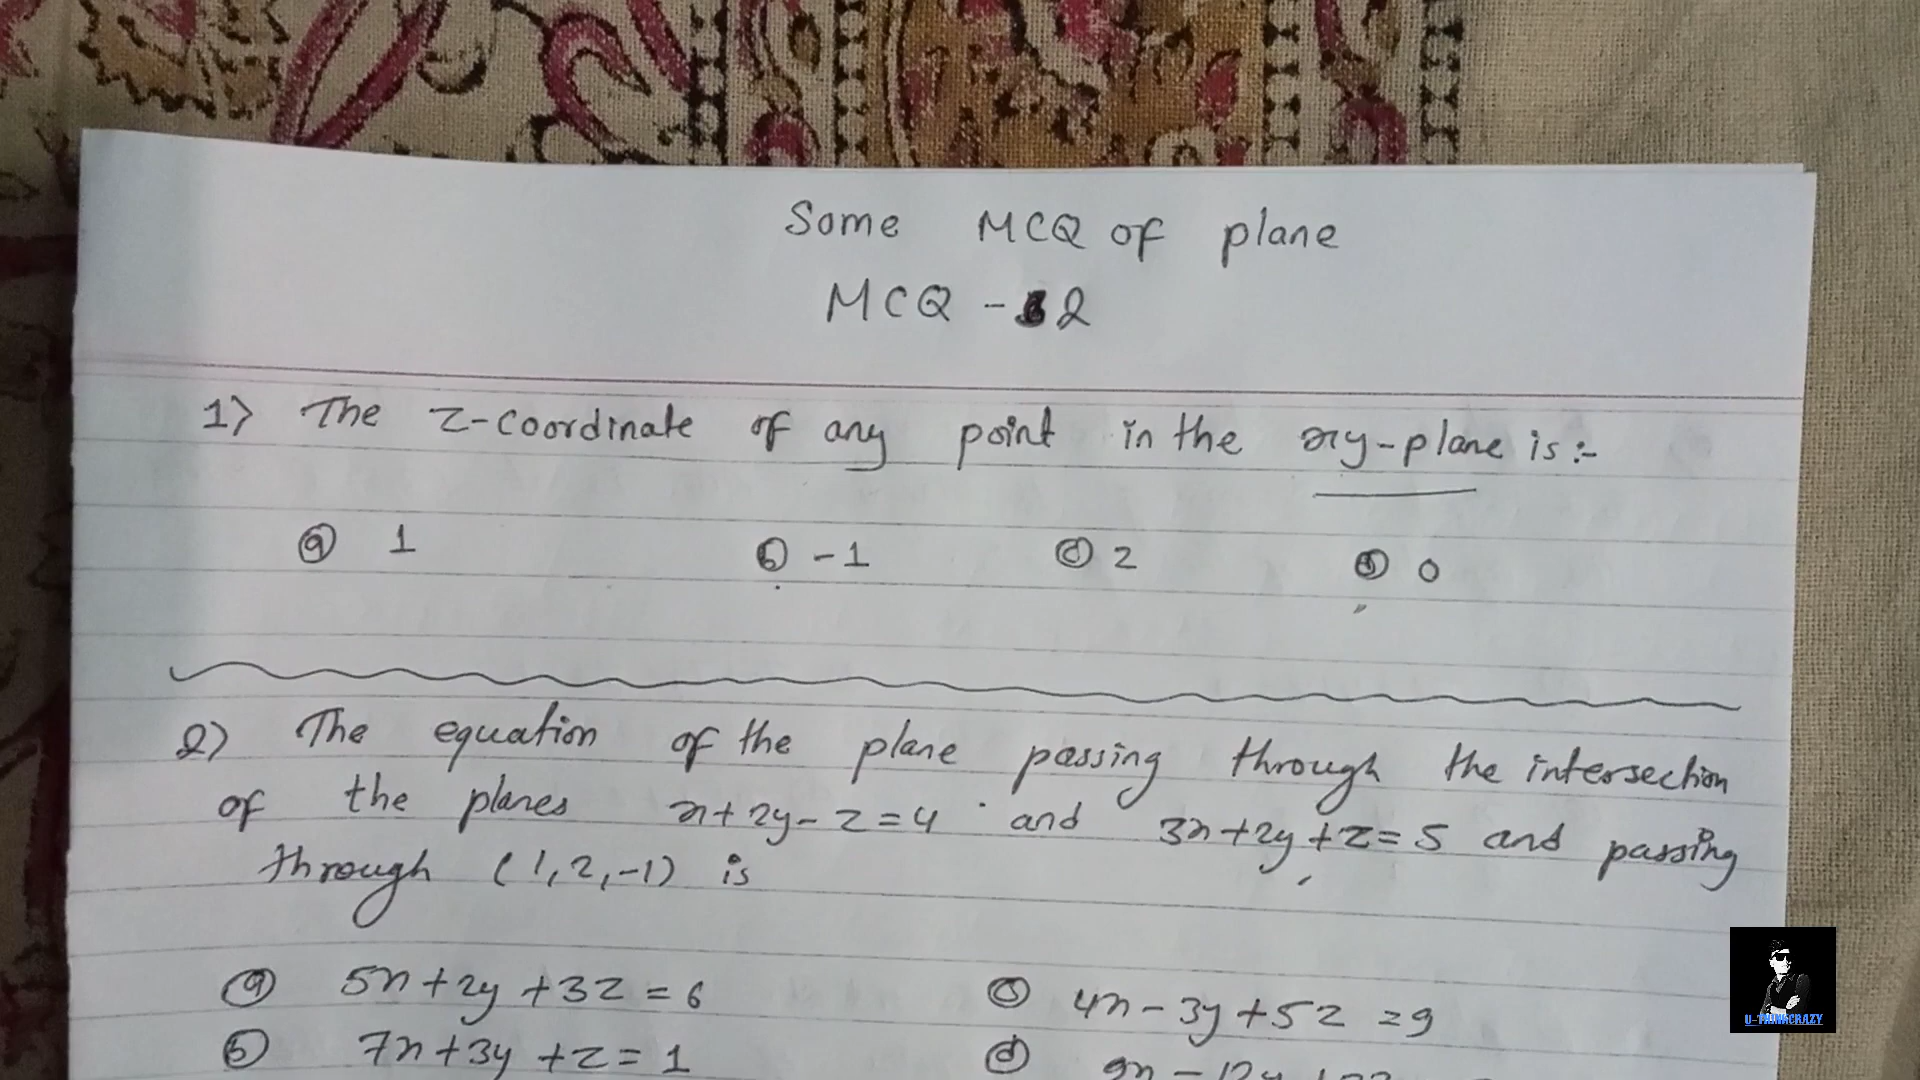 Some MCQ of plane
MCQ - 2
1) The z-coordinate of any point in the xy-plane is :-
(a) 1 (b) -1 (c) 2 (d) 0
2) The equation of the plane passing through the intersection
of the planes x+2y-z=4 and 3x+2y+z=5 and passing
through (1,2,-1) is
(a) 5x+2y+3z=6 (c) 4x-3y+5z=9
(b) 7x+3y+z=1 (d)
U-THINKCRAZY